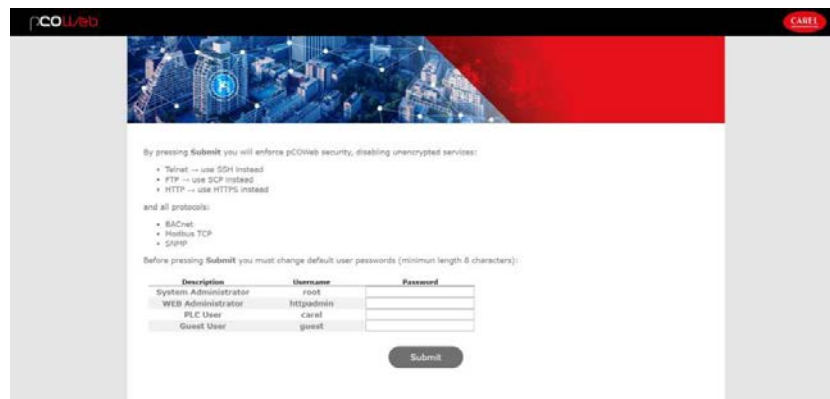 pCOWeb
CAREL
By pressing Submit you will enforce pCOWeb security, disabling unencrypted services:
• Telnet → use SSH instead
• FTP → use SCP instead
• HTTP → use HTTPS instead
and all protocols:
• BACnet
• Modbus TCP
• SNMP
Before pressing Submit you must change default user passwords (minimun length 8 characters):
Description Username Password
System Administrator root
WEB Administrator httpadmin
PLC User carel
Guest User guest
Submit